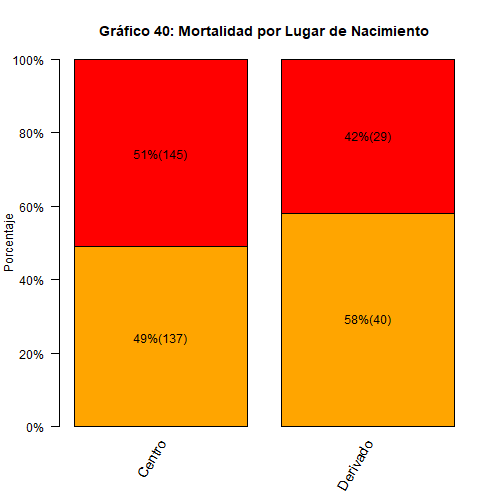 Gráfico 40: Mortalidad por Lugar de Nacimiento
Porcentaje
100%
80%
60%
40%
20%
0%
51%(145)
49%(137)
42%(29)
58%(40)
Centro
Derivado